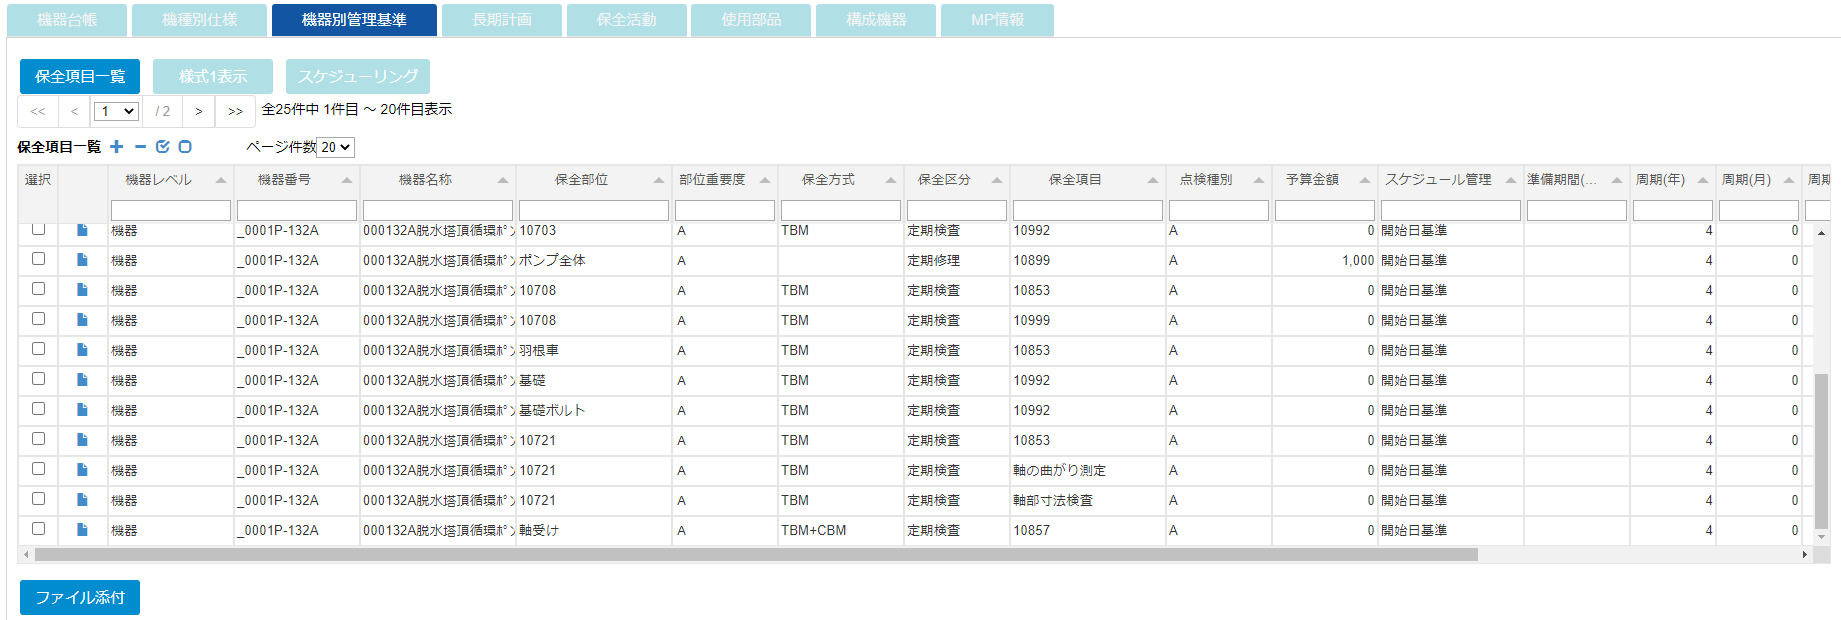 機器台帳 機種別仕様 機器別管理基準 長期計画 保全活動 使用部品 構成機器 MP情報
保全項目一覧 様式1表示 スケジューリング
<< < 1 / 2 > >> 全25件中 1件目 ～ 20件目表示
保全項目一覧 ページ件数 20
選択 機器レベル 機器番号 機器名称 保全部位 部位重要度 保全方式 保全区分 保全項目 点検種別 予算金額 スケジュール管理 準備期間(... 周期(年) 周期(月) 周期
機器 _0001P-132A 000132A脱水塔頂循環ﾎﾟﾝ 10703 A TBM 定期検査 10992 A 0 開始日基準 4 0
機器 _0001P-132A 000132A脱水塔頂循環ﾎﾟﾝ ポンプ全体 A 定期修理 10899 A 1,000 開始日基準 4 0
機器 _0001P-132A 000132A脱水塔頂循環ﾎﾟﾝ 10708 A TBM 定期検査 10853 A 0 開始日基準 4 0
機器 _0001P-132A 000132A脱水塔頂循環ﾎﾟﾝ 10708 A TBM 定期検査 10999 A 0 開始日基準 4 0
機器 _0001P-132A 000132A脱水塔頂循環ﾎﾟﾝ 羽根車 A TBM 定期検査 10853 A 0 開始日基準 4 0
機器 _0001P-132A 000132A脱水塔頂循環ﾎﾟﾝ 基礎 A TBM 定期検査 10992 A 0 開始日基準 4 0
機器 _0001P-132A 000132A脱水塔頂循環ﾎﾟﾝ 基礎ボルト A TBM 定期検査 10992 A 0 開始日基準 4 0
機器 _0001P-132A 000132A脱水塔頂循環ﾎﾟﾝ 10721 A TBM 定期検査 10853 A 0 開始日基準 4 0
機器 _0001P-132A 000132A脱水塔頂循環ﾎﾟﾝ 10721 A TBM 定期検査 軸の曲がり測定 A 0 開始日基準 4 0
機器 _0001P-132A 000132A脱水塔頂循環ﾎﾟﾝ 10721 A TBM 定期検査 軸部寸法検査 A 0 開始日基準 4 0
機器 _0001P-132A 000132A脱水塔頂循環ﾎﾟﾝ 軸受け A TBM+CBM 定期検査 10857 A 0 開始日基準 4 0
ファイル添付